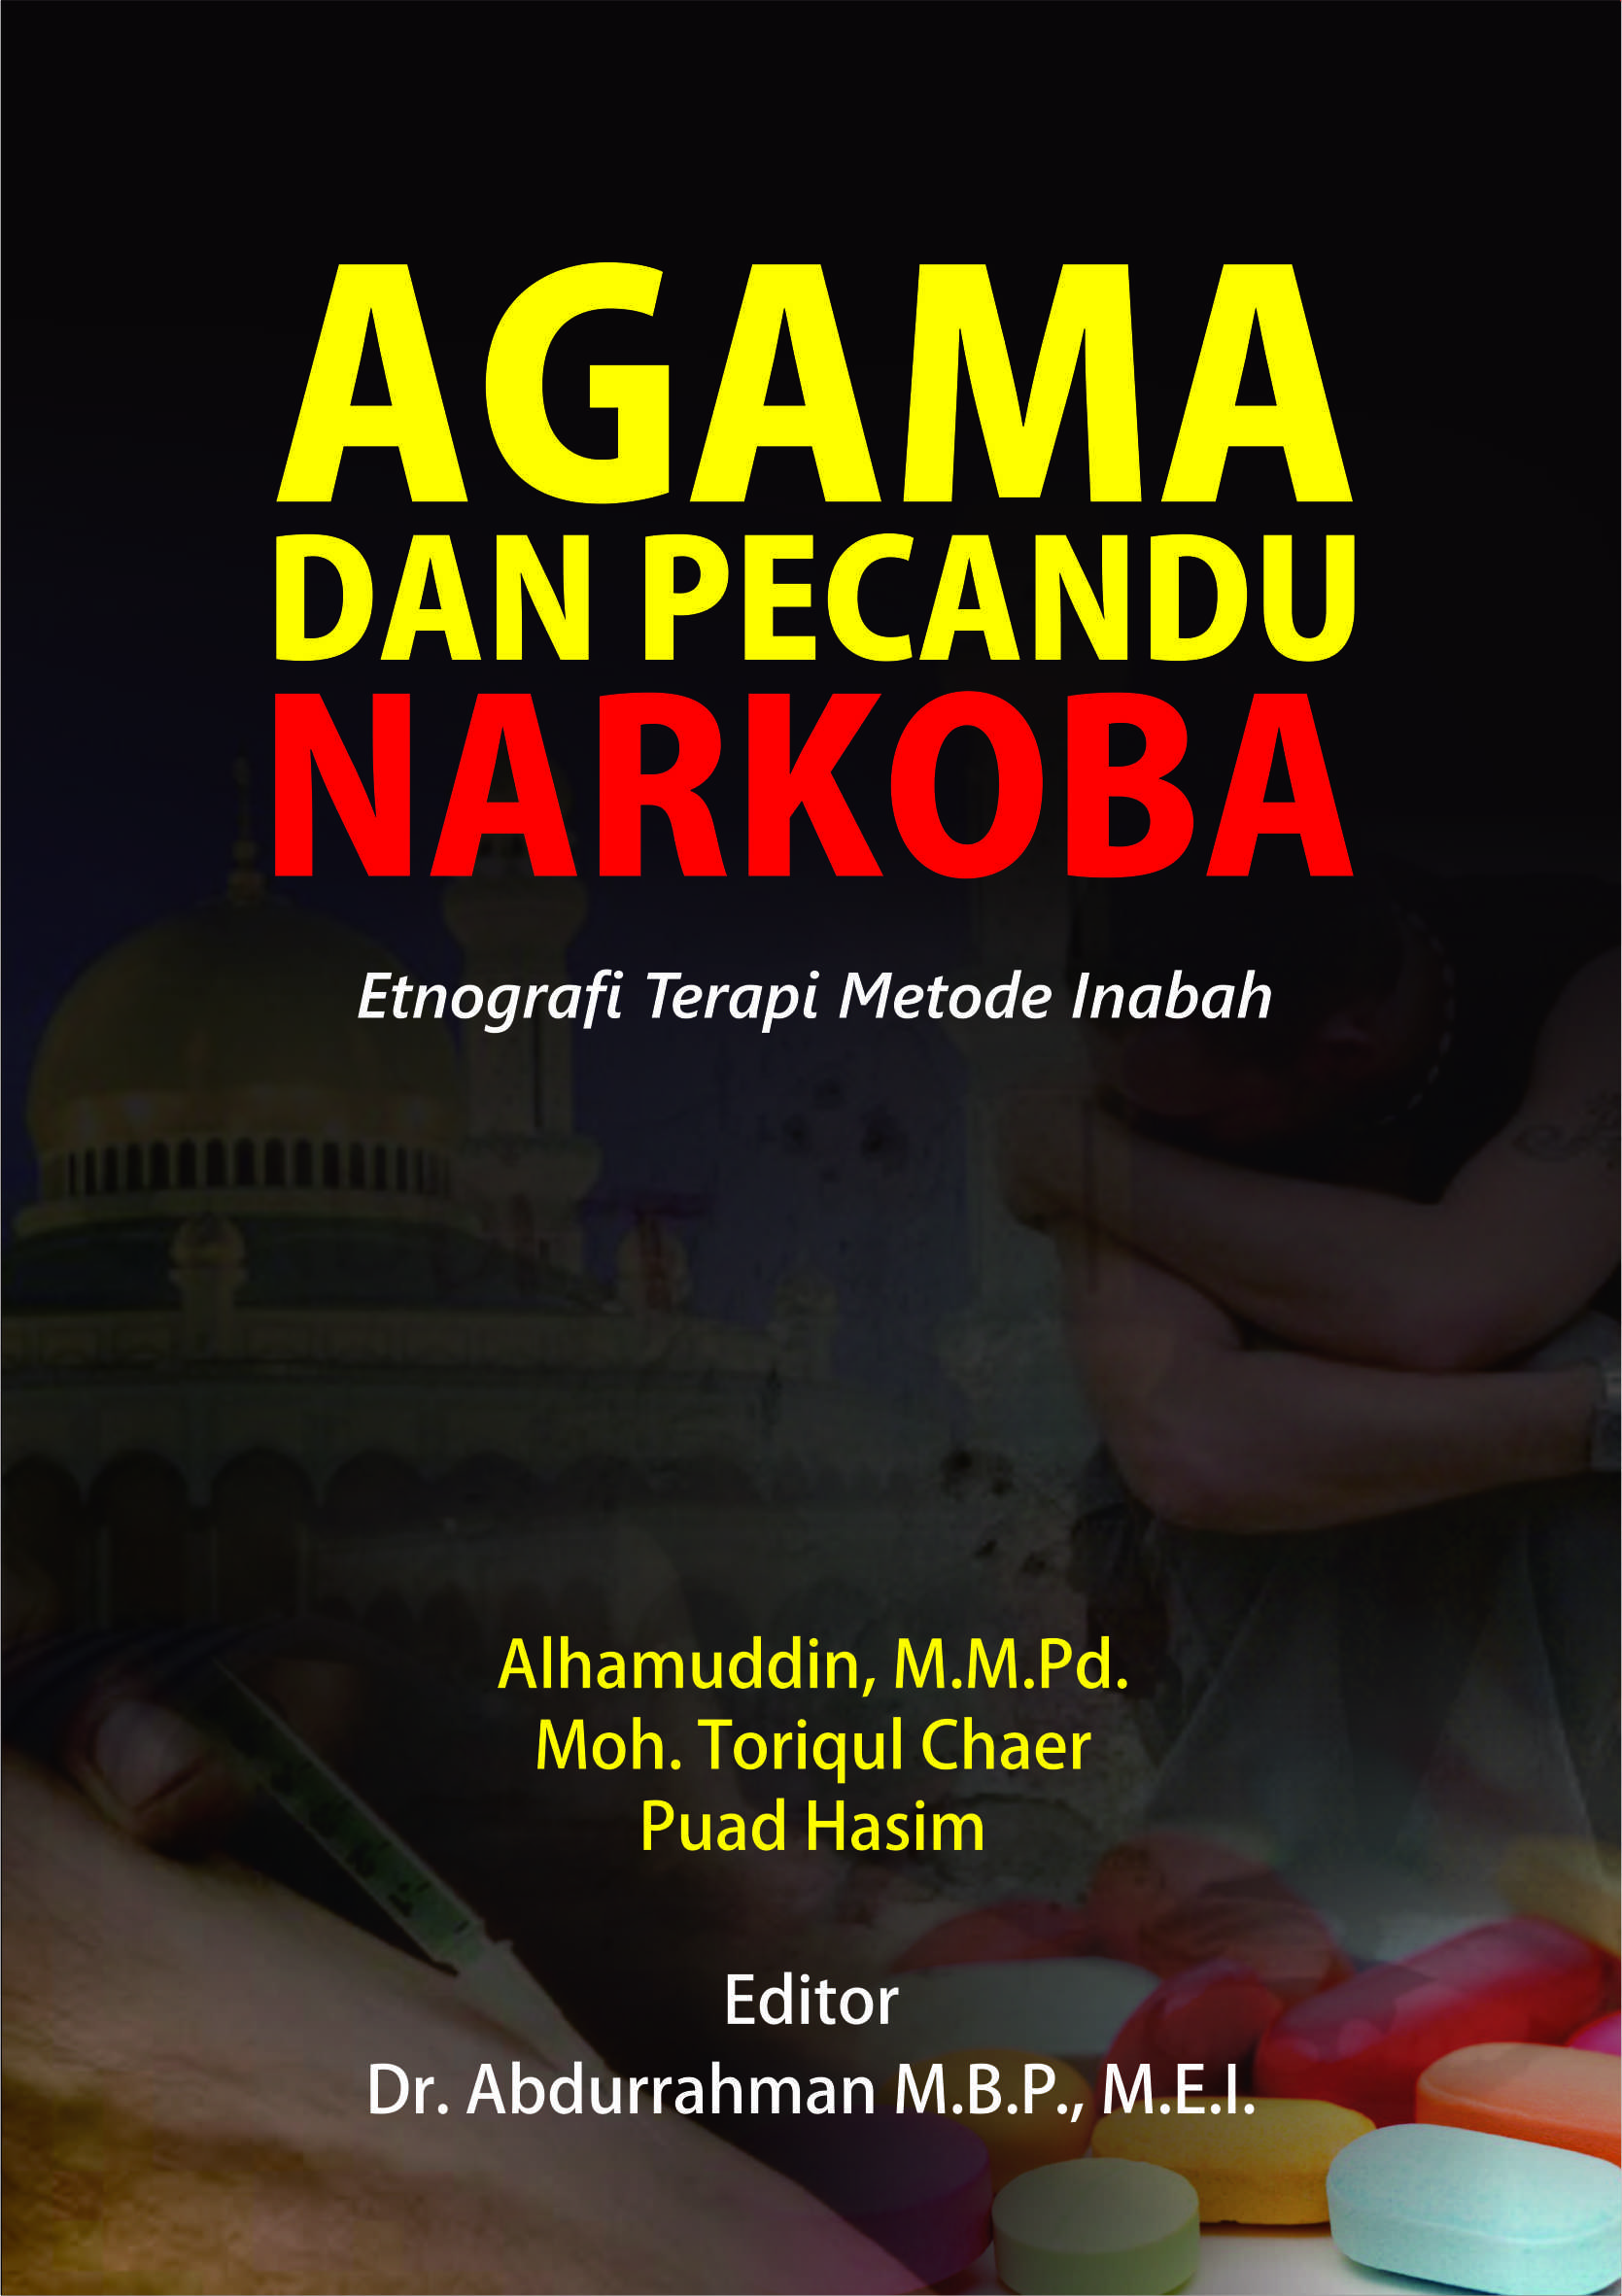 AGAMA
DAN PECANDU
NARKOBA
Etnografi Terapi Metode Inabah
Alhamuddin, M.M.Pd.
Moh. Toriqul Chaer
Puad Hasim
Editor
Dr. Abdurrahman M.B.P., M.E.I.